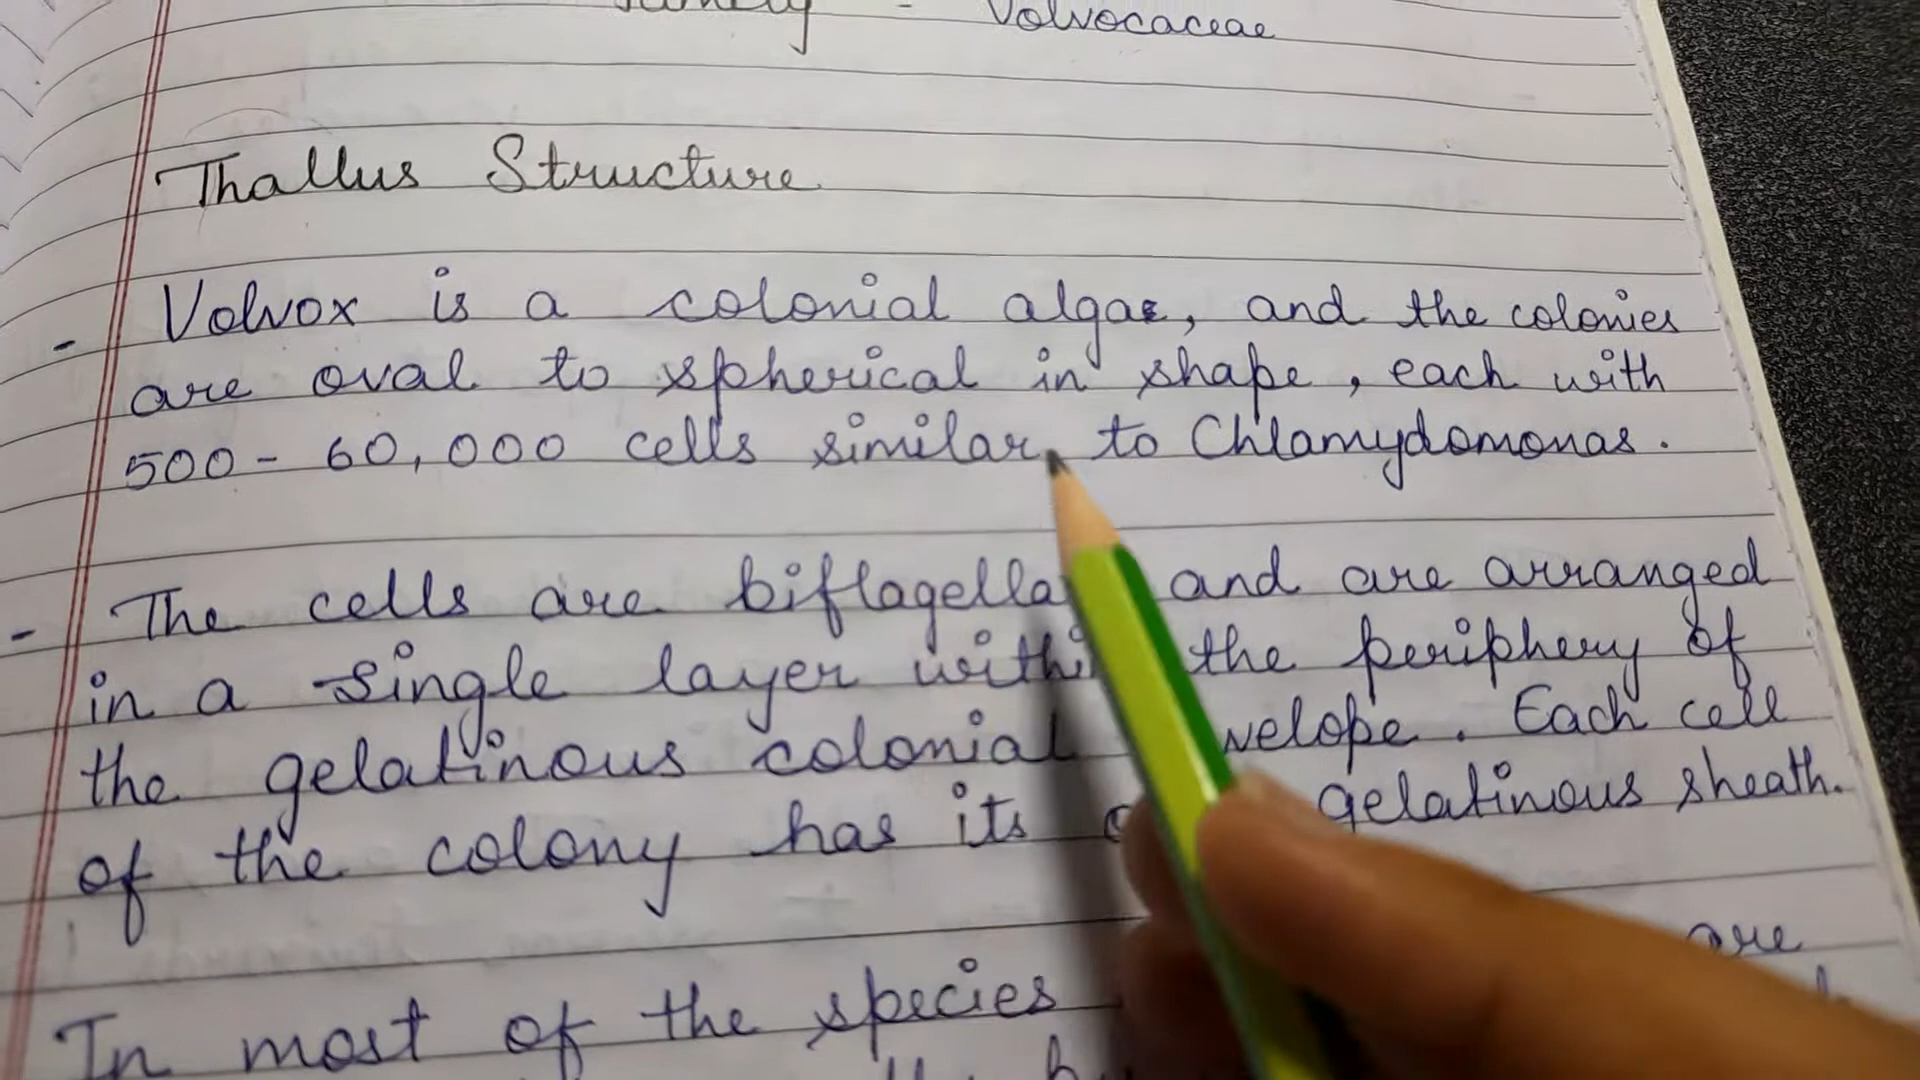 - Volvocaceae
Thallus Structure
- Volvox is a colonial algae, and the colonies
are oval to spherical in shape, each with
500 - 60,000 cells similar to Chlamydomonas.
- The cells are and are arranged
in a single layer the periphery of
the gelatinous colonial . Each cell
of the colony has its gelatinous sheath.
are
In most of the species